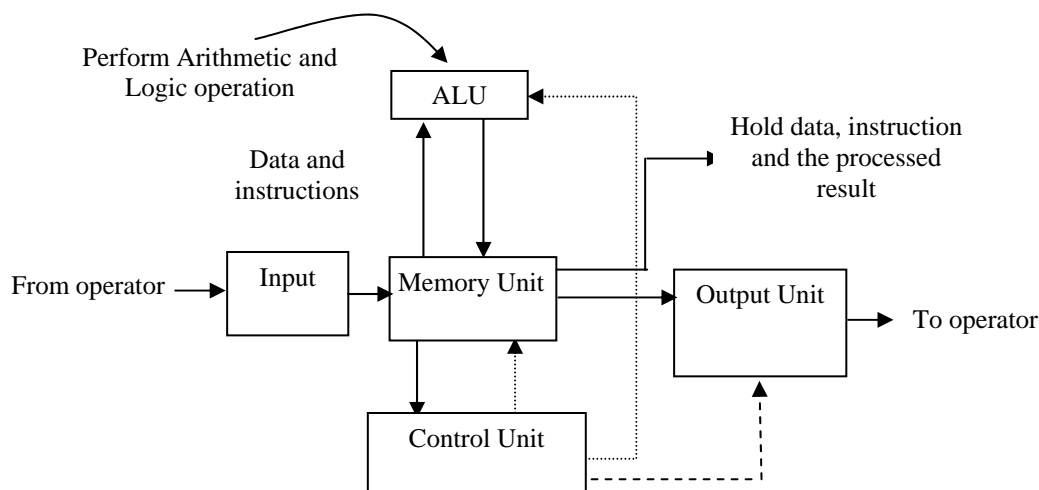 Perform Arithmetic and
Logic operation
ALU
Hold data, instruction
and the processed
result
Data and
instructions
From operator
Input
Memory Unit
Output Unit
To operator
Control Unit